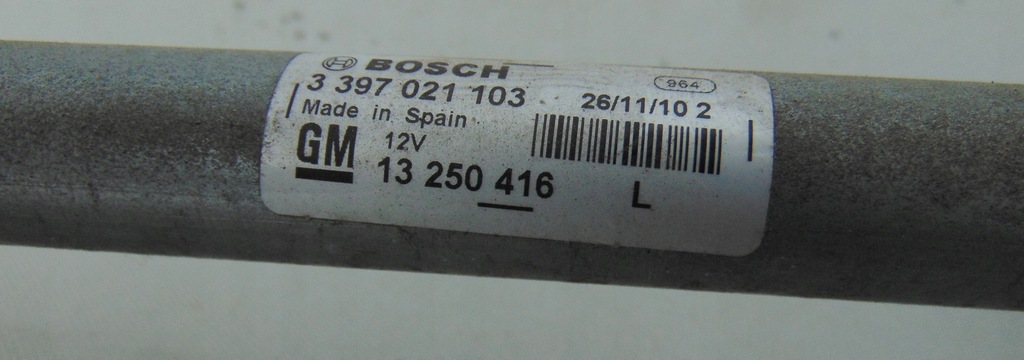 BOSCH
964
3 397 021 103
26/11/10 2
Made in Spain
GM
12V
13 250 416
L